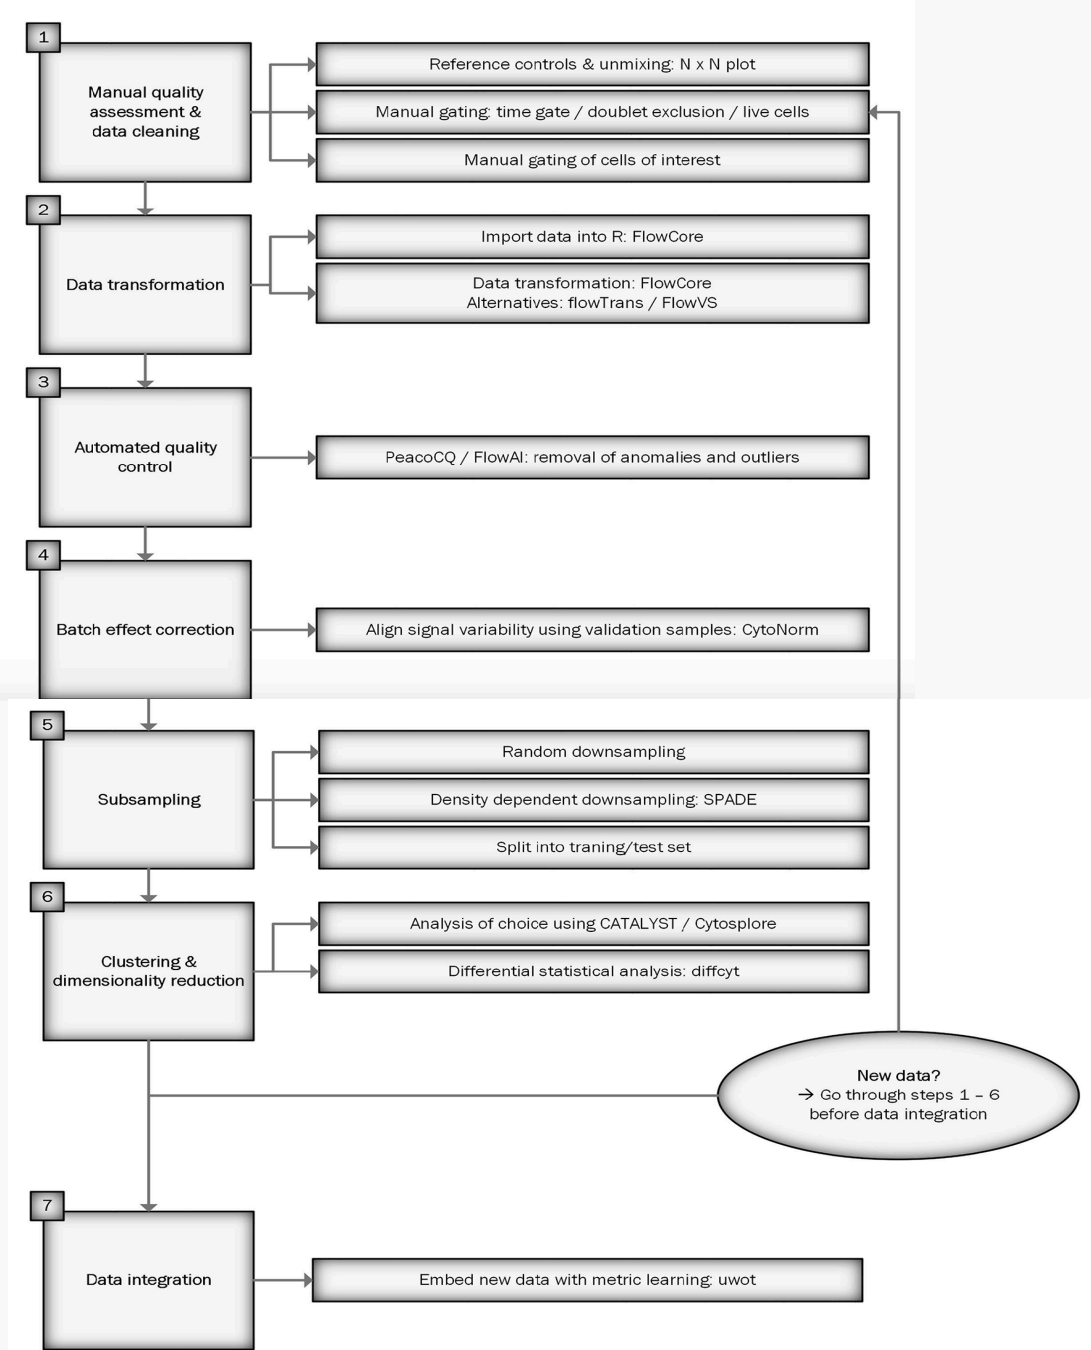 1
Manual quality
assessment &
data cleaning
Reference controls & unmixing: N x N plot
Manual gating: time gate / doublet exclusion / live cells
Manual gating of cells of interest
2
Data transformation
Import data into R: FlowCore
Data transformation: FlowCore
Alternatives: flowTrans / FlowVS
3
Automated quality
control
PeacoCQ / FlowAI: removal of anomalies and outliers
4
Batch effect correction
Align signal variability using validation samples: CytoNorm
5
Subsampling
Random downsampling
Density dependent downsampling: SPADE
Split into traning/test set
6
Clustering &
dimensionality reduction
Analysis of choice using CATALYST / Cytosplore
Differential statistical analysis: diffcyt
New data?
→ Go through steps 1 – 6
before data integration
7
Data integration
Embed new data with metric learning: uwot